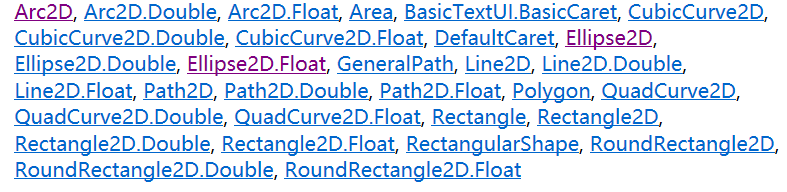 Arc2D, Arc2D.Double, Arc2D.Float, Area, BasicTextUI.BasicCaret, CubicCurve2D,
CubicCurve2D.Double, CubicCurve2D.Float, DefaultCaret, Ellipse2D,
Ellipse2D.Double, Ellipse2D.Float, GeneralPath, Line2D, Line2D.Double,
Line2D.Float, Path2D, Path2D.Double, Path2D.Float, Polygon, QuadCurve2D,
QuadCurve2D.Double, QuadCurve2D.Float, Rectangle, Rectangle2D,
Rectangle2D.Double, Rectangle2D.Float, RectangularShape, RoundRectangle2D,
RoundRectangle2D.Double, RoundRectangle2D.Float